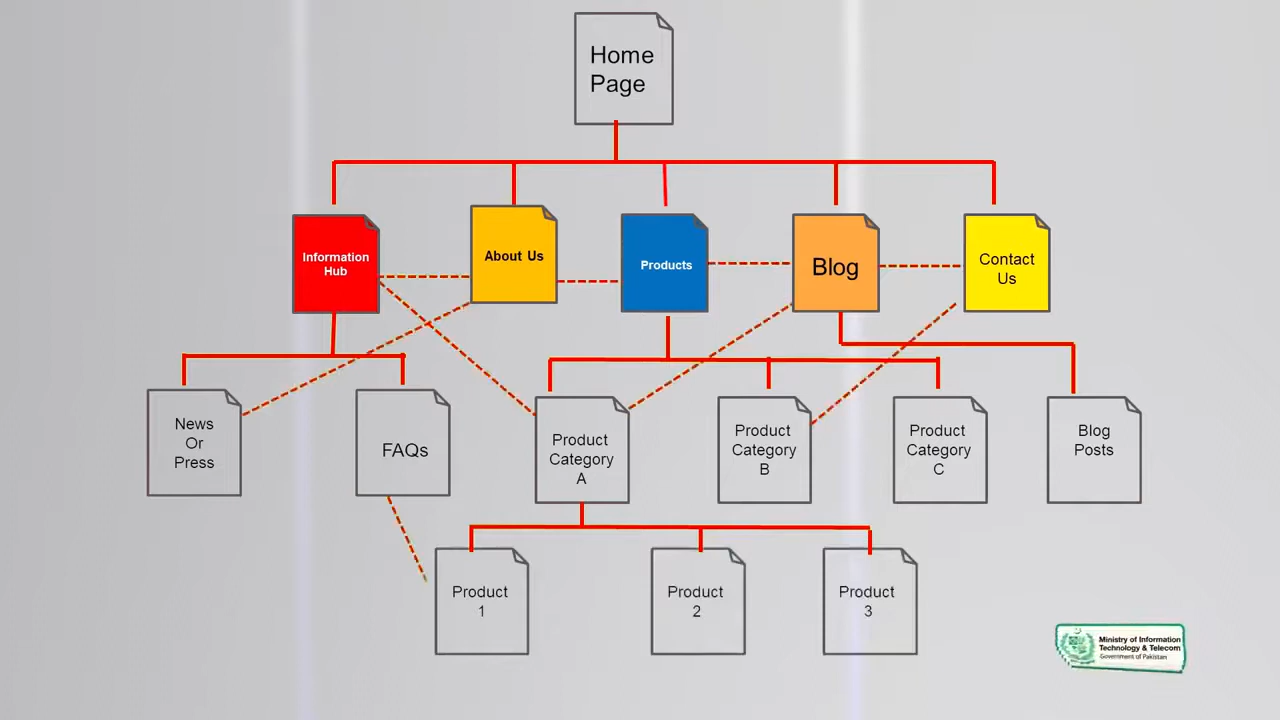 Home
Page
Information
Hub
About Us
Products
Blog
Contact
Us
News
Or
Press
FAQs
Product
Category
A
Product
Category
B
Product
Category
C
Blog
Posts
Product
1
Product
2
Product
3
Ministry of Information
Technology & Telecom
Government of Pakistan